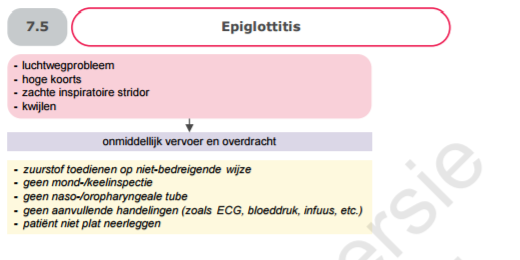 7.5
Epiglottitis
- luchtwegprobleem
- hoge koorts
- zachte inspiratoire stridor
- kwijlen
onmiddellijk vervoer en overdracht
- zuurstof toedienen op niet-bedreigende wijze
- geen mond-/keelinspectie
- geen naso-/oropharyngeale tube
- geen aanvullende handelingen (zoals ECG, bloeddruk, infuus, etc.)
- patiënt niet plat neerleggen
ersie